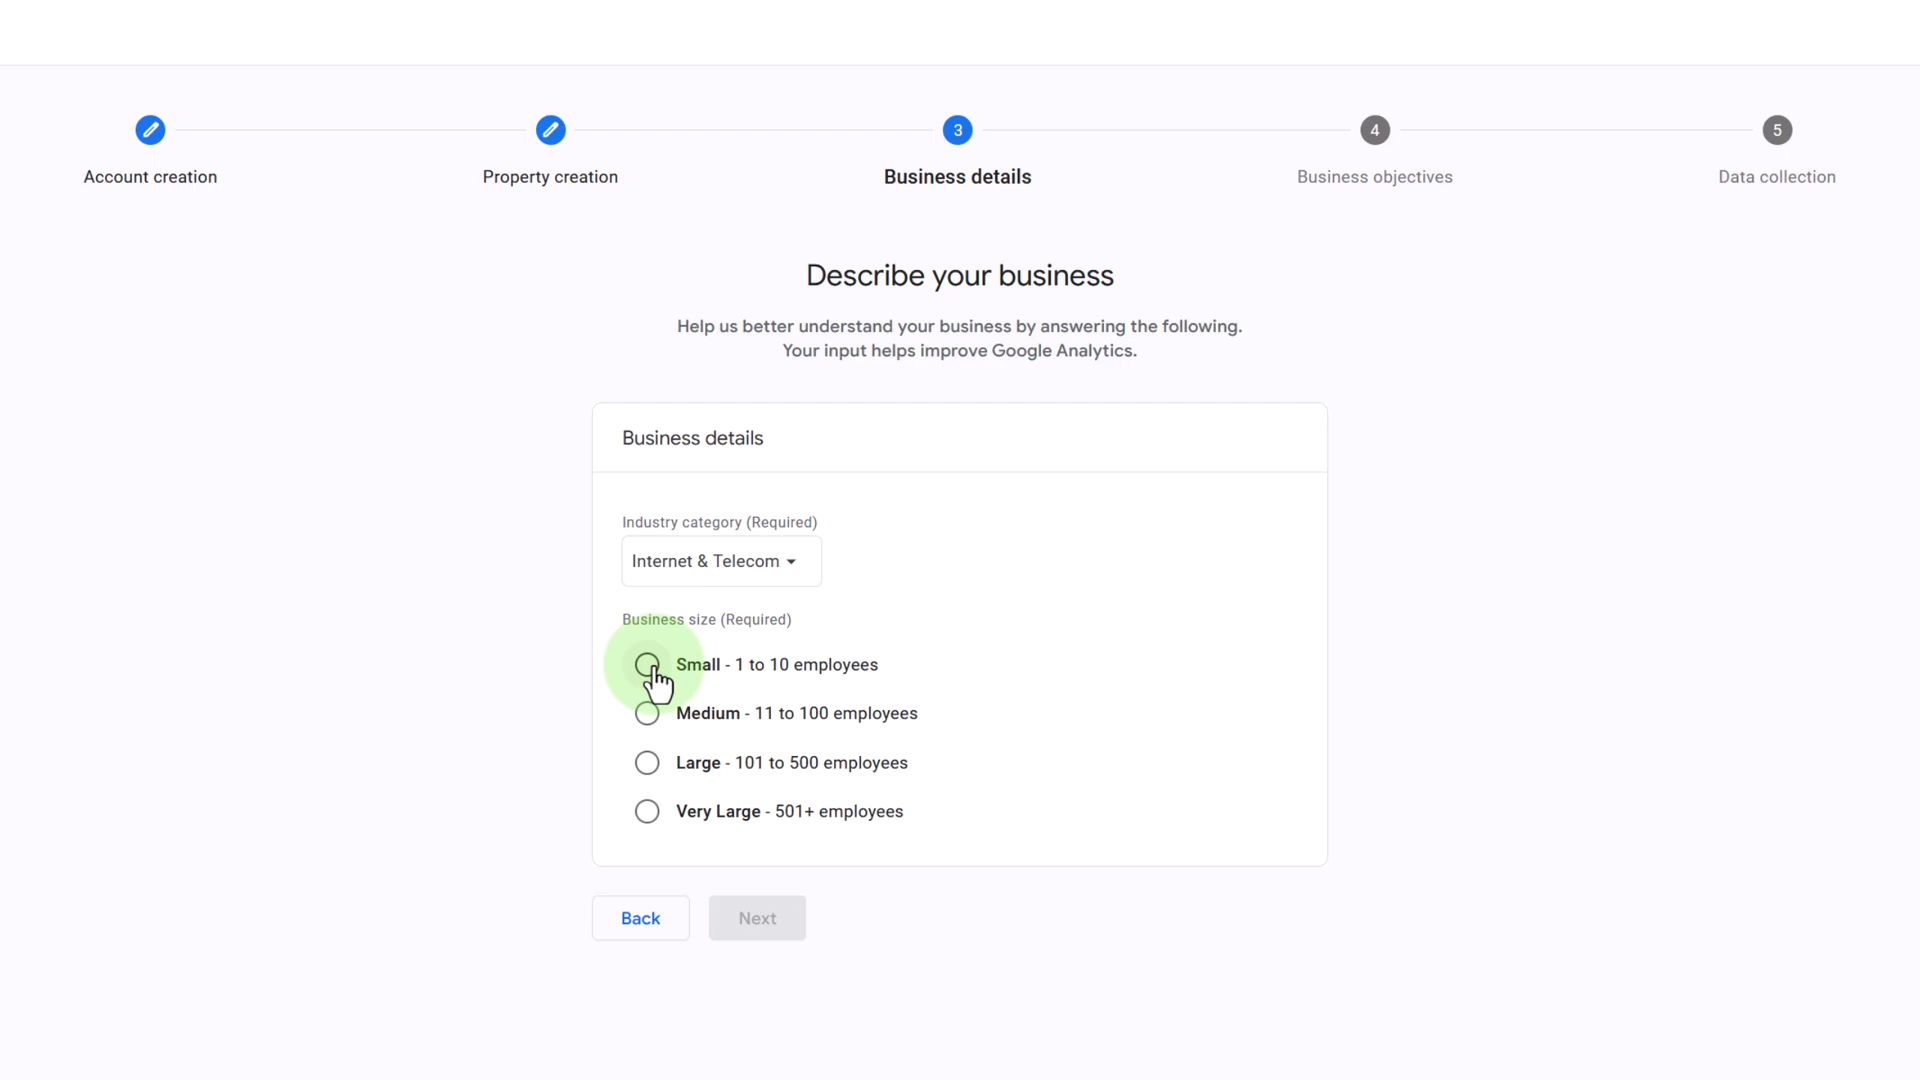 3
4
5
Account creation
Property creation
Business details
Business objectives
Data collection
Describe your business
Help us better understand your business by answering the following.
Your input helps improve Google Analytics.
Business details
Industry category (Required)
Internet & Telecom
Business size (Required)
Small - 1 to 10 employees
Medium - 11 to 100 employees
Large - 101 to 500 employees
Very Large - 501+ employees
Back
Next